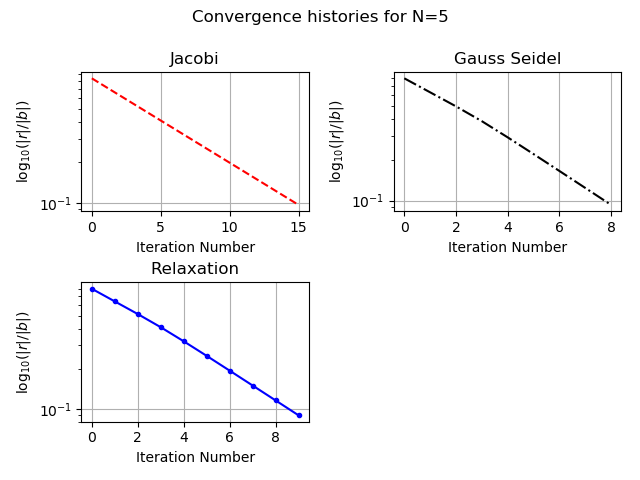 Convergence histories for N=5
Jacobi
log₁₀(|r|/|b|)
10⁻¹
0 5 10 15
Iteration Number
Gauss Seidel
log₁₀(|r|/|b|)
10⁻¹
0 2 4 6 8
Iteration Number
Relaxation
log₁₀(|r|/|b|)
10⁻¹
0 2 4 6 8
Iteration Number